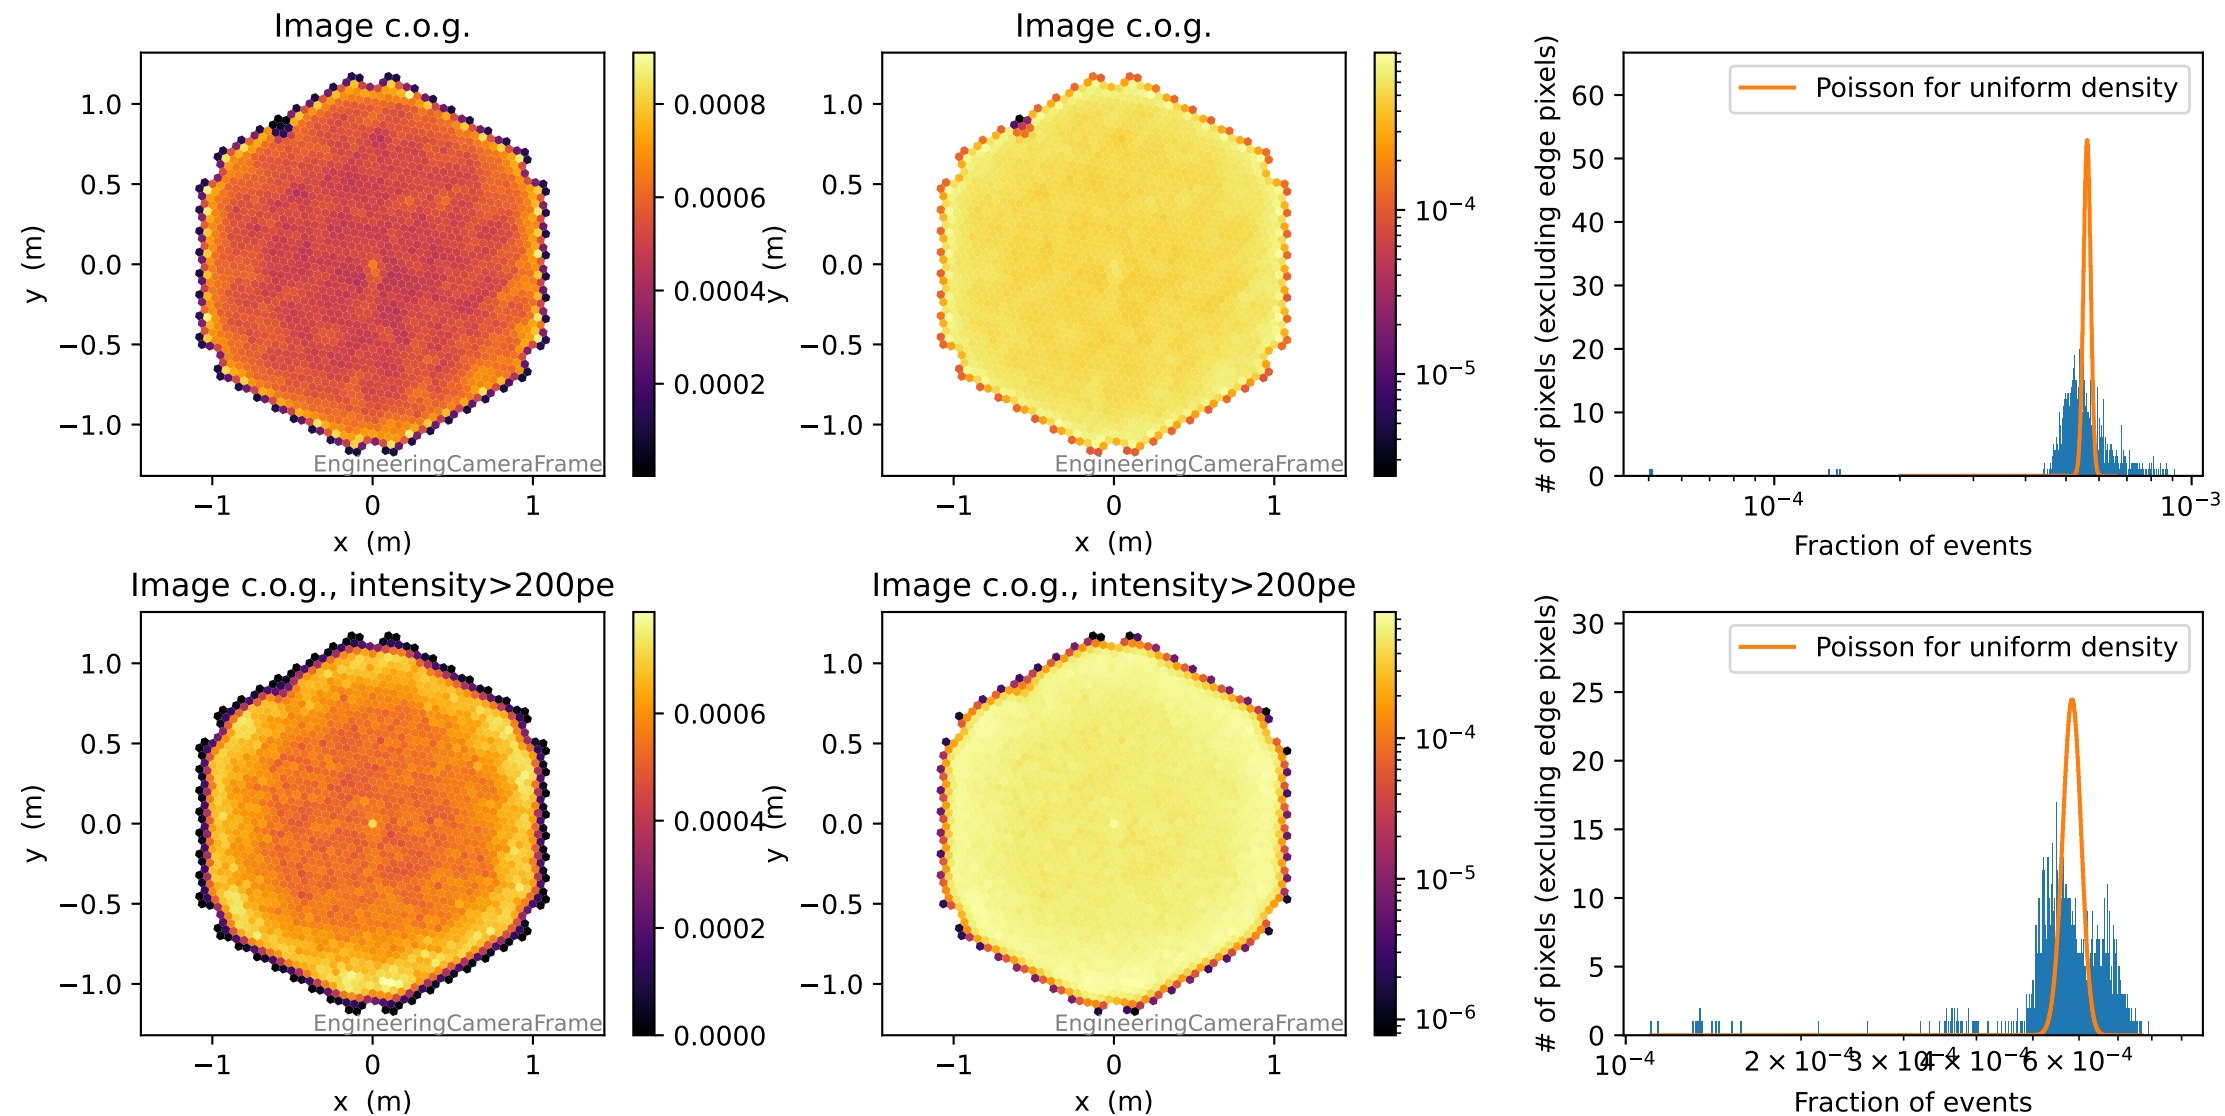 Image c.o.g.
1.0
0.5
0.0
−0.5
−1.0
y (m)
−1
0
1
x (m)
EngineeringCameraFrame
0.0008
0.0006
0.0004
0.0002
Image c.o.g.
1.0
0.5
0.0
−0.5
−1.0
y (m)
−1
0
1
x (m)
EngineeringCameraFrame
10⁻⁴
10⁻⁵
# of pixels (excluding edge pixels)
60
50
40
30
20
10
0
Poisson for uniform density
10⁻⁴
10⁻³
Fraction of events
Image c.o.g., intensity>200pe
1.0
0.5
0.0
−0.5
−1.0
y (m)
−1
0
1
x (m)
EngineeringCameraFrame
0.0006
0.0004
0.0002
0.0000
Image c.o.g., intensity>200pe
1.0
0.5
0.0
−0.5
−1.0
y (m)
−1
0
1
x (m)
EngineeringCameraFrame
10⁻⁴
10⁻⁵
10⁻⁶
# of pixels (excluding edge pixels)
30
25
20
15
10
5
0
Poisson for uniform density
10⁻⁴
2 × 10⁻⁴
3 × 10⁻⁴
4 × 10⁻⁴
6 × 10⁻⁴
Fraction of events